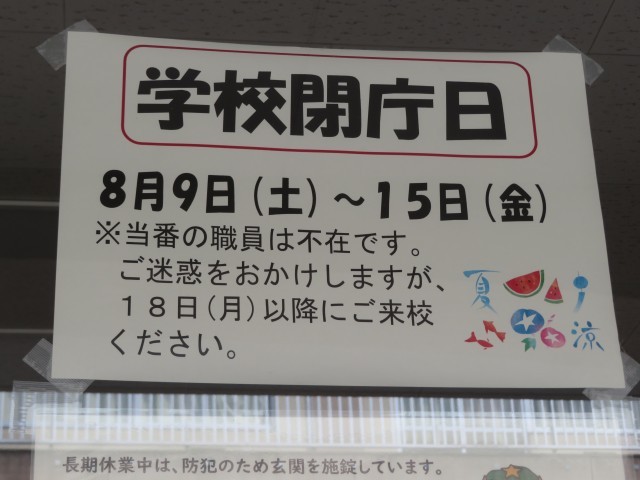 学校閉庁日
8月9日(土)～15日(金)
※当番の職員は不在です。
ご迷惑をおかけしますが、
18日(月)以降にご来校
ください。
夏
涼
長期休業中は、防犯のため玄関を施錠しています。